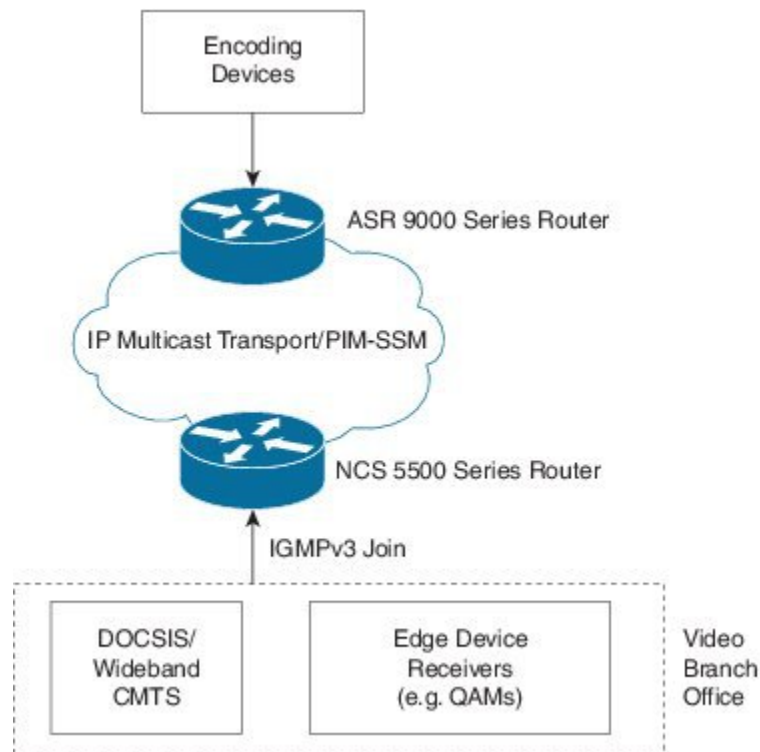 Encoding
Devices
ASR 9000 Series Router
IP Multicast Transport/PIM-SSM
NCS 5500 Series Router
IGMPv3 Join
DOCSIS/
Wideband
CMTS
Edge Device
Receivers
(e.g. QAMs)
Video
Branch
Office